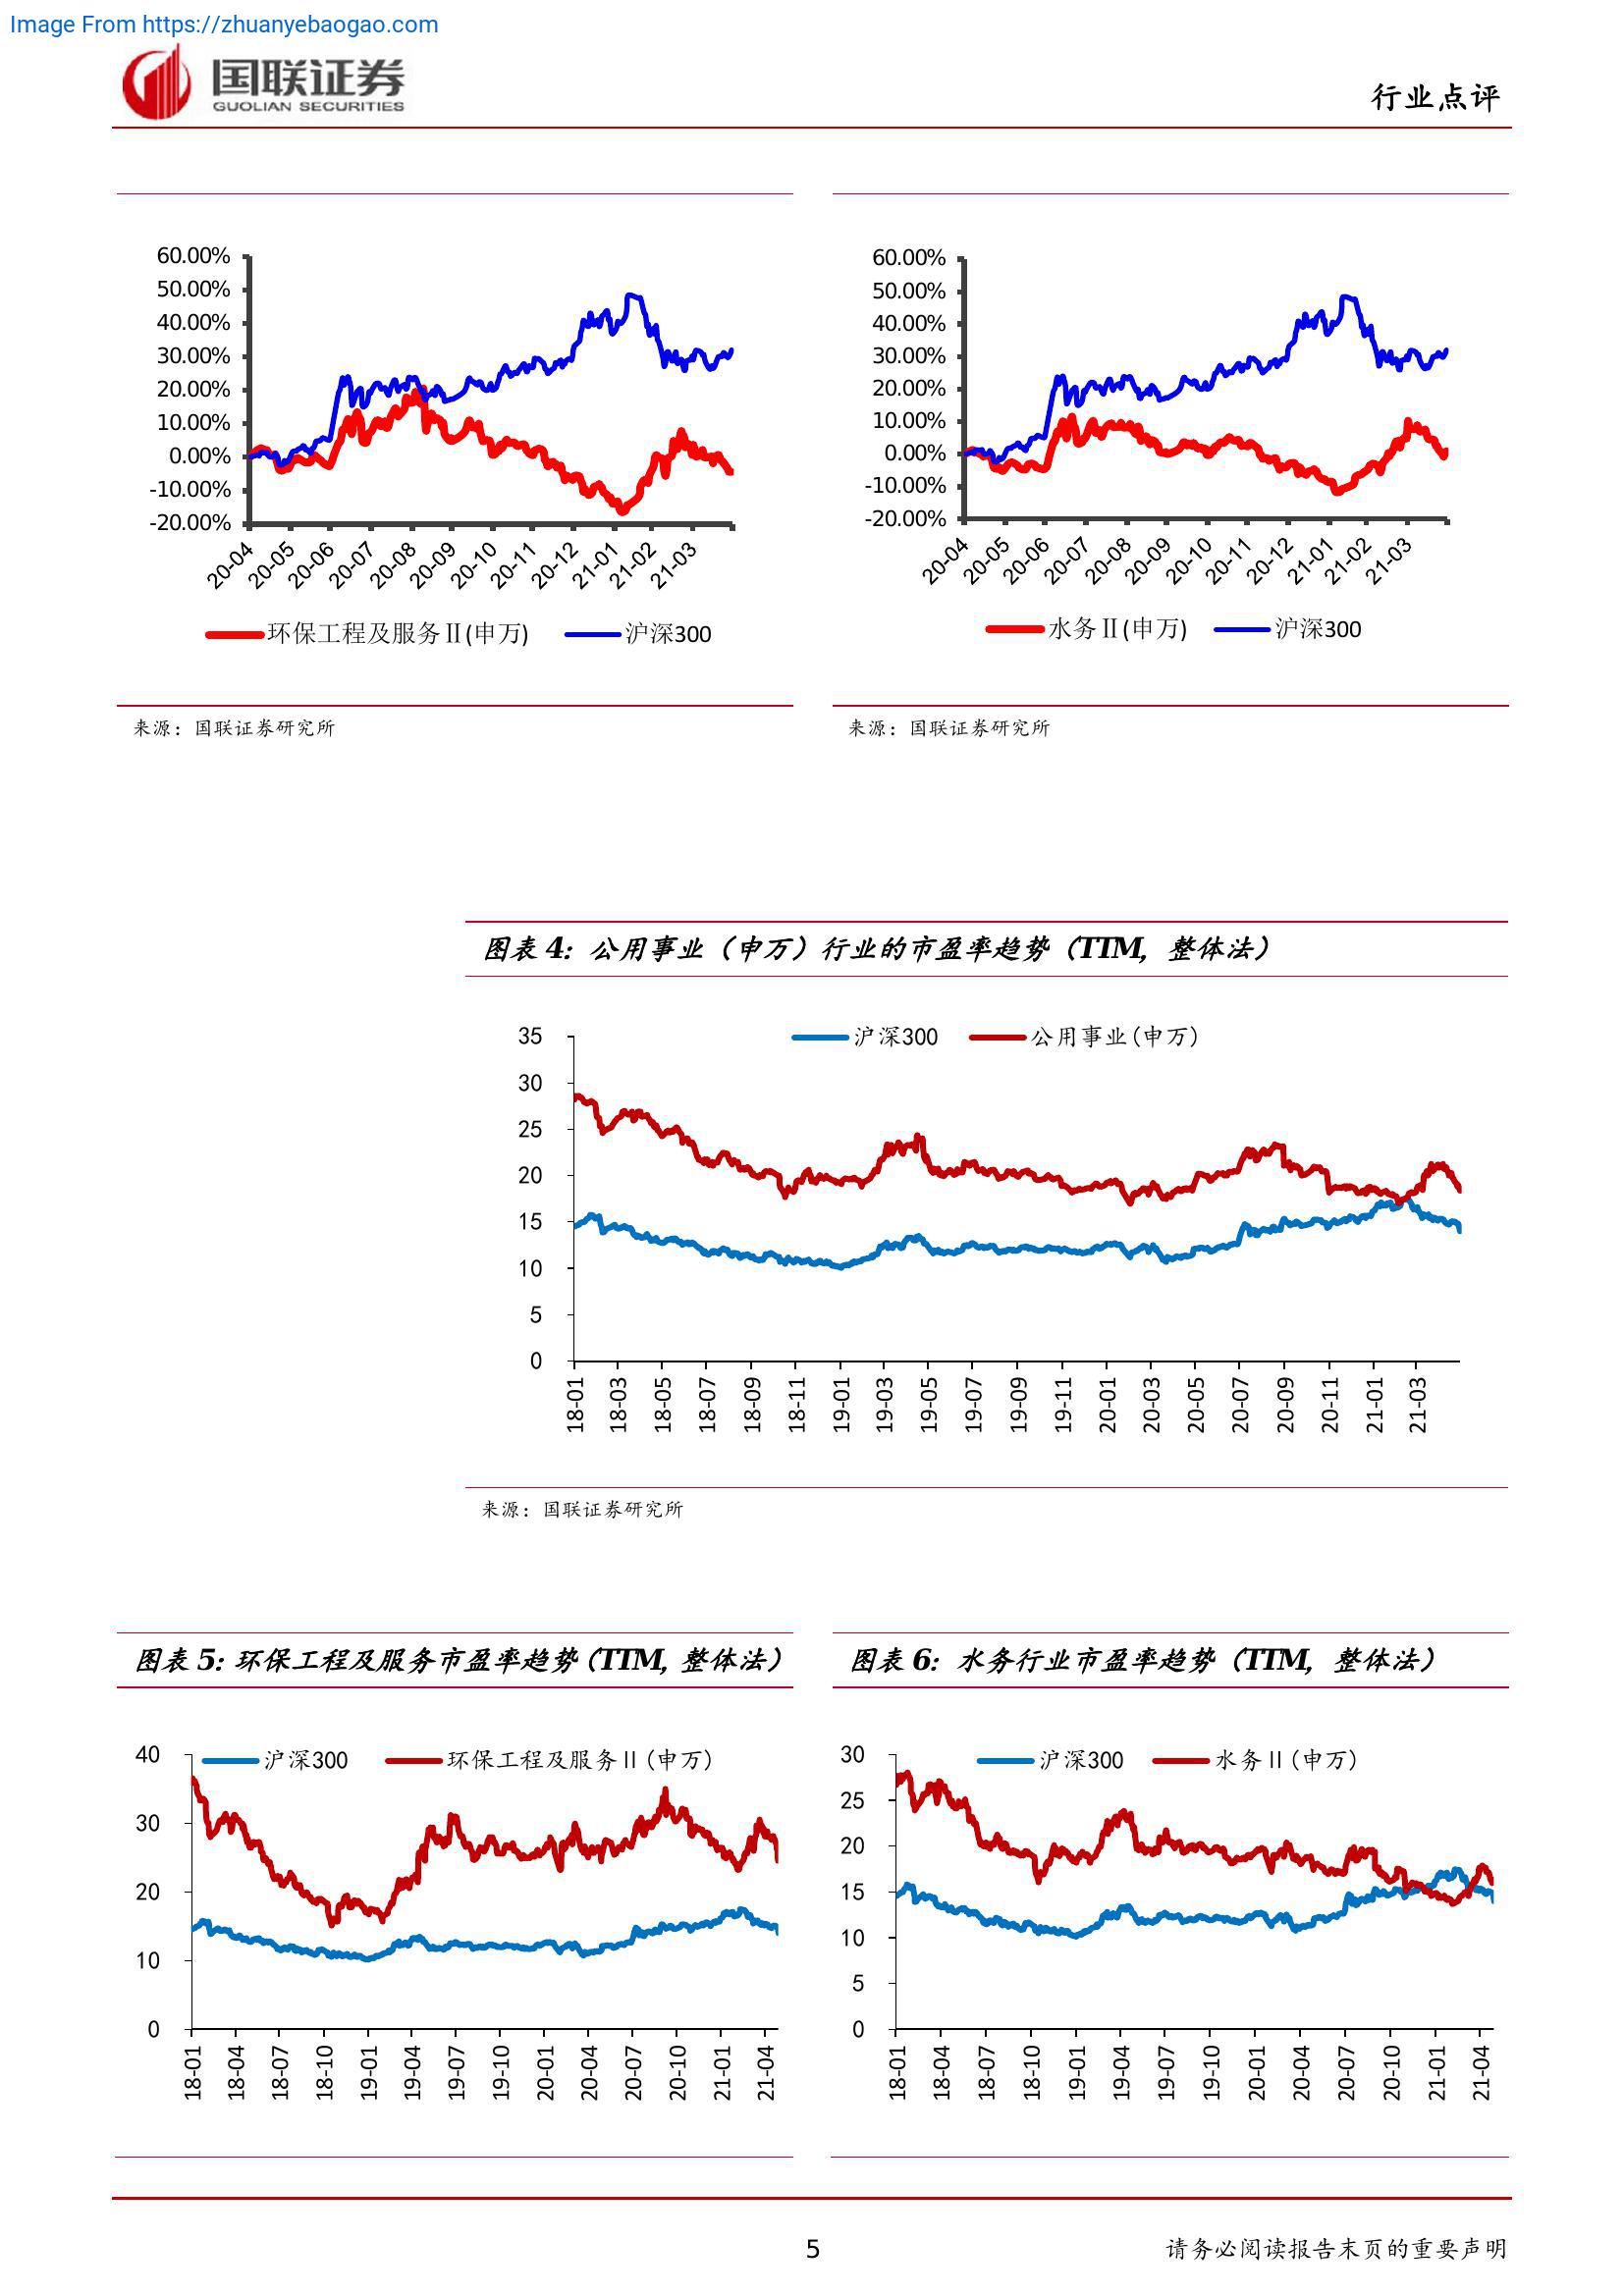 Image From https://zhuanyebaogao.com
国联证券
GUOLIAN SECURITIES
行业点评
60.00%
50.00%
40.00%
30.00%
20.00%
10.00%
0.00%
-10.00%
-20.00%
20-04 20-05 20-06 20-07 20-08 20-09 20-10 20-11 20-12 21-01 21-02 21-03
环保工程及服务Ⅱ(申万) 沪深300
来源：国联证券研究所
60.00%
50.00%
40.00%
30.00%
20.00%
10.00%
0.00%
-10.00%
-20.00%
20-04 20-05 20-06 20-07 20-08 20-09 20-10 20-11 20-12 21-01 21-02 21-03
水务Ⅱ(申万) 沪深300
来源：国联证券研究所
图表 4：公用事业（申万）行业的市盈率趋势（TTM，整体法）
沪深300 公用事业(申万)
35
30
25
20
15
10
5
0
18-01 18-03 18-05 18-07 18-09 18-11 19-01 19-03 19-05 19-07 19-09 19-11 20-01 20-03 20-05 20-07 20-09 20-11 21-01 21-03
来源：国联证券研究所
图表 5：环保工程及服务市盈率趋势（TTM，整体法）
沪深300 环保工程及服务Ⅱ(申万)
40
30
20
10
0
18-01 18-04 18-07 18-10 19-01 19-04 19-07 19-10 20-01 20-04 20-07 20-10 21-01 21-04
图表 6：水务行业市盈率趋势（TTM，整体法）
沪深300 水务Ⅱ(申万)
30
25
20
15
10
5
0
18-01 18-04 18-07 18-10 19-01 19-04 19-07 19-10 20-01 20-04 20-07 20-10 21-01 21-04
5
请务必阅读报告末页的重要声明